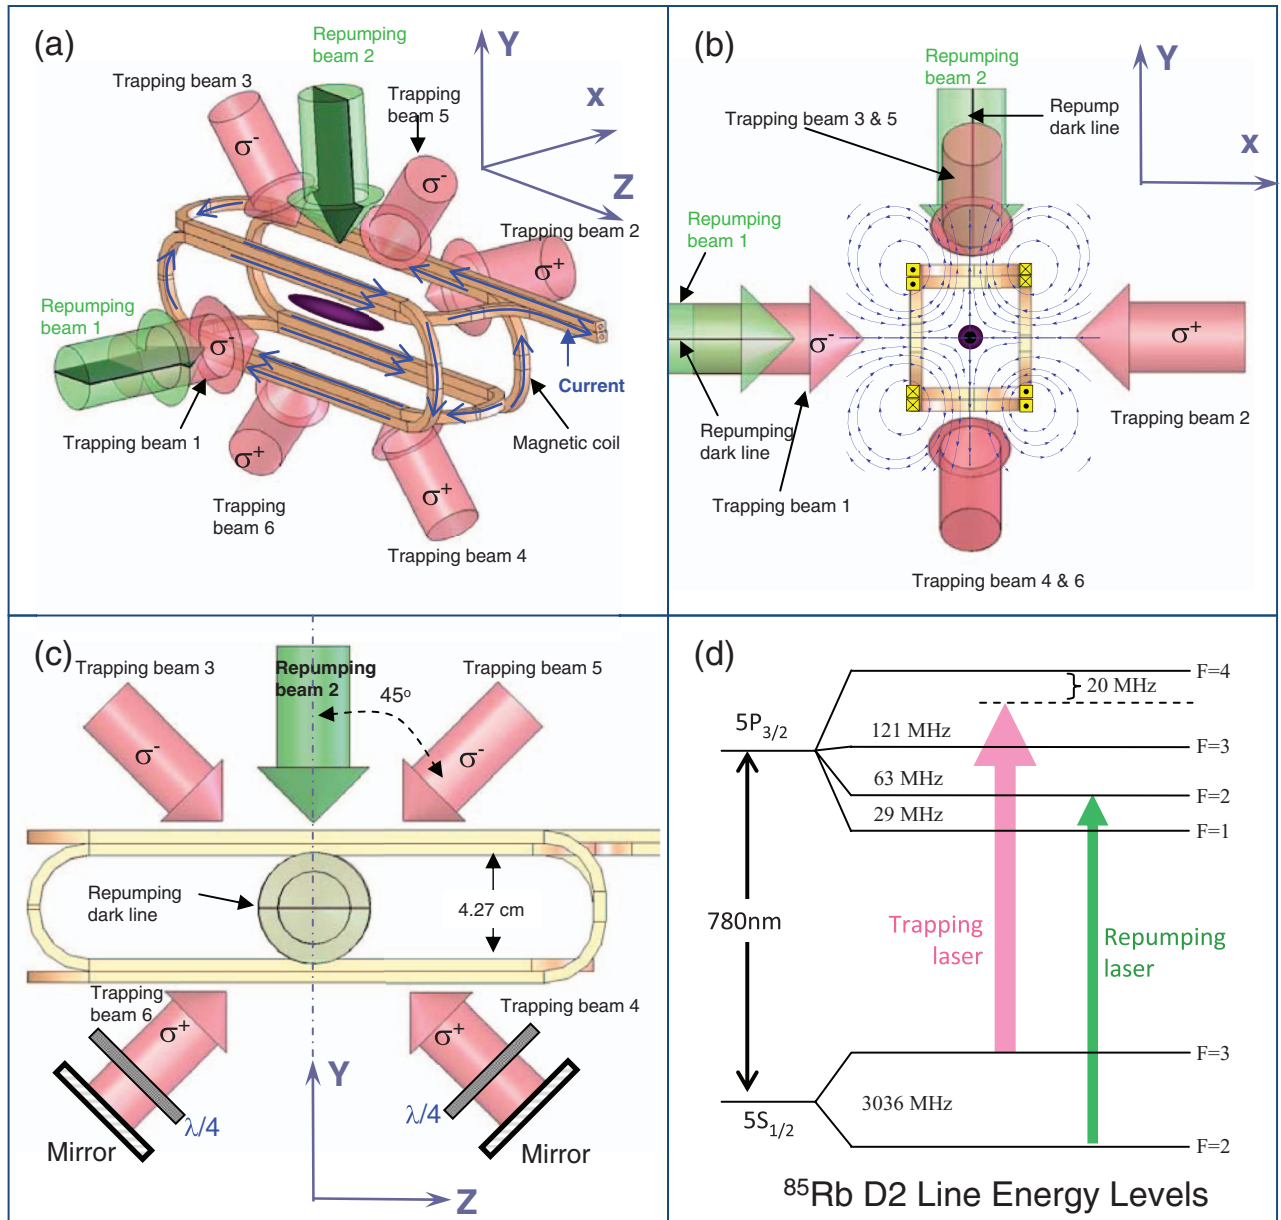 (a)
Repumping
beam 2
Y
x
Z
Trapping beam 3
Trapping
beam 5
σ-
σ-
Trapping beam 2
σ+
Repumping
beam 1
σ-
Current
Trapping beam 1
Magnetic coil
σ+
σ+
Trapping
beam 6
Trapping beam 4
(b)
Repumping
beam 2
Y
x
Trapping beam 3 & 5
Repump
dark line
Repumping
beam 1
σ-
σ+
Repumping
dark line
Trapping beam 2
Trapping beam 1
Trapping beam 4 & 6
(c)
Trapping beam 3
Repumping
beam 2
45o
Trapping beam 5
σ-
σ-
Repumping
dark line
4.27 cm
Trapping
beam 6
Trapping beam 4
σ+
σ+
λ/4
λ/4
Mirror
Mirror
Y
Z
(d)
F=4
20 MHz
5P3/2
121 MHz
F=3
63 MHz
F=2
29 MHz
F=1
780nm
Trapping
laser
Repumping
laser
F=3
3036 MHz
5S1/2
F=2
85Rb D2 Line Energy Levels